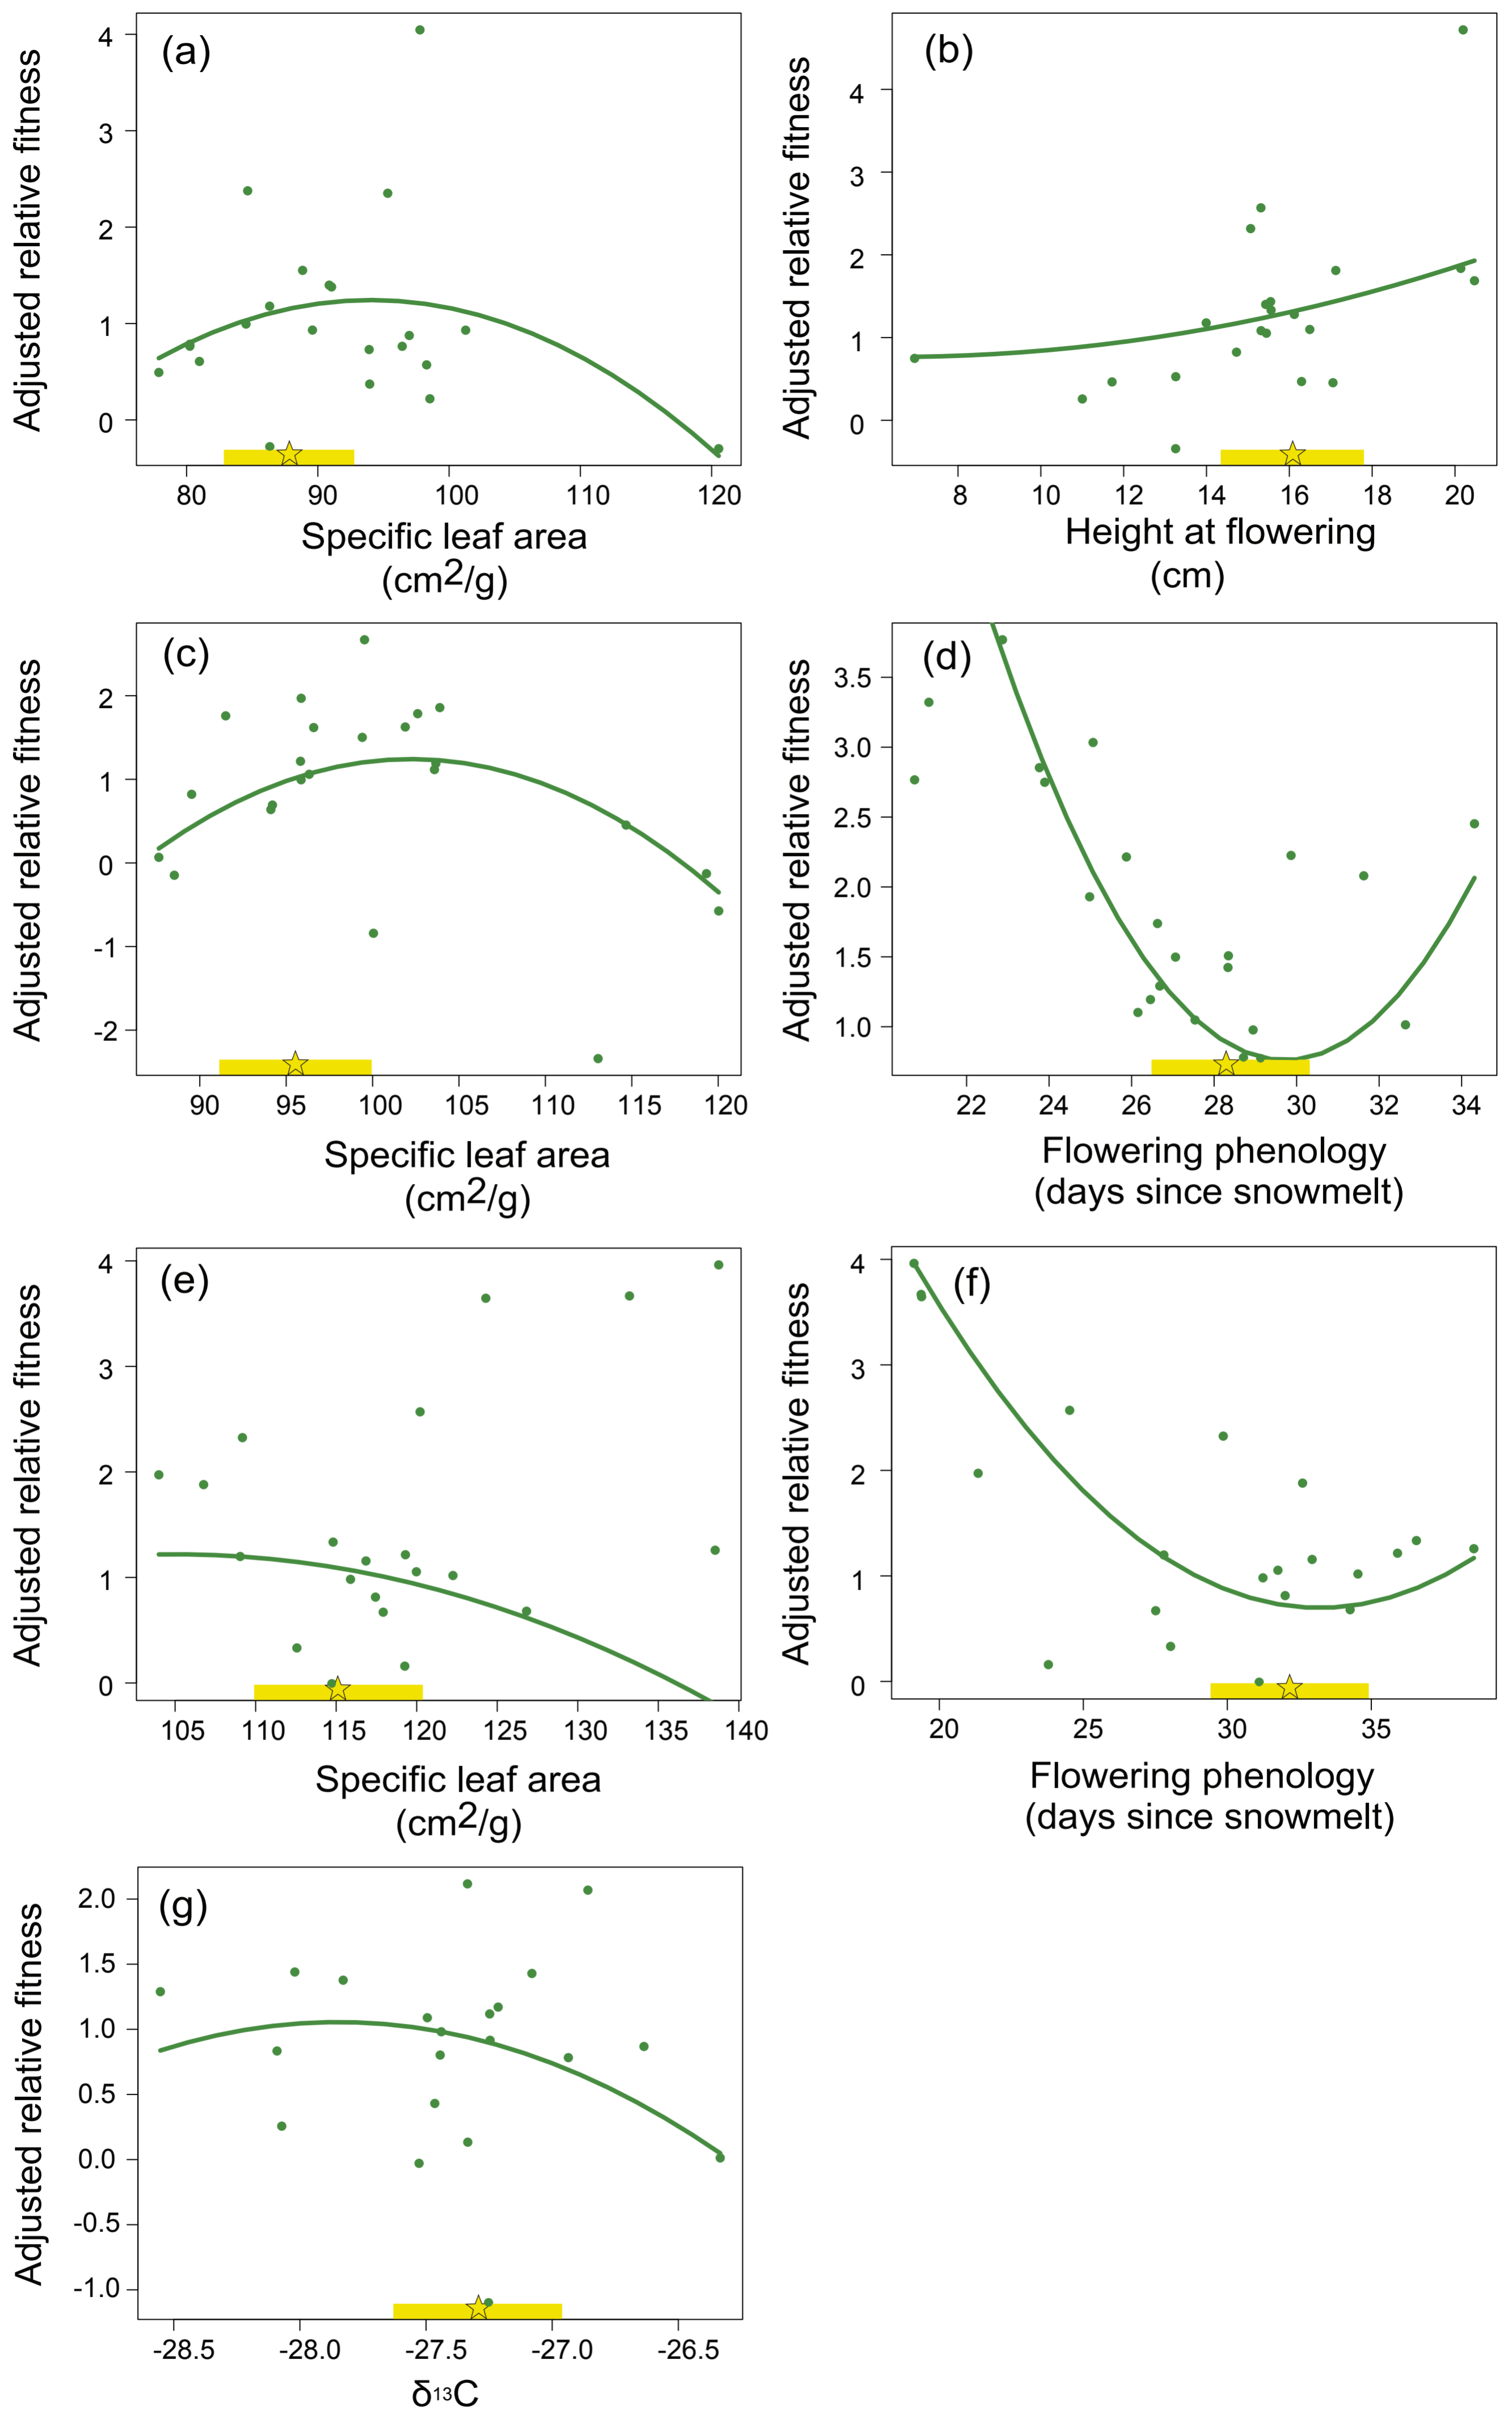 (a)
Adjusted relative fitness
4
3
2
1
0
80 90 100 110 120
Specific leaf area
(cm2/g)
(b)
Adjusted relative fitness
4
3
2
1
0
8 10 12 14 16 18 20
Height at flowering
(cm)
(c)
Adjusted relative fitness
2
1
0
-1
-2
90 95 100 105 110 115 120
Specific leaf area
(cm2/g)
(d)
Adjusted relative fitness
3.5
3.0
2.5
2.0
1.5
1.0
22 24 26 28 30 32 34
Flowering phenology
(days since snowmelt)
(e)
Adjusted relative fitness
4
3
2
1
0
105 110 115 120 125 130 135 140
Specific leaf area
(cm2/g)
(f)
Adjusted relative fitness
4
3
2
1
0
20 25 30 35
Flowering phenology
(days since snowmelt)
(g)
Adjusted relative fitness
2.0
1.5
1.0
0.5
0.0
-0.5
-1.0
-28.5 -28.0 -27.5 -27.0 -26.5
δ13C